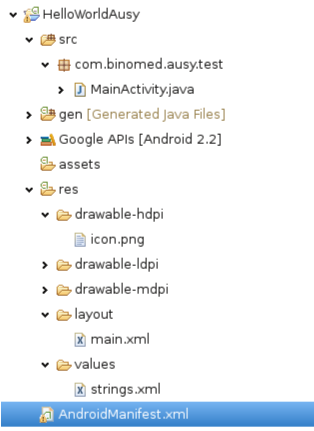 HelloWorldAusy
src
com.binomed.ausy.test
MainActivity.java
gen [Generated Java Files]
Google APIs [Android 2.2]
assets
res
drawable-hdpi
icon.png
drawable-ldpi
drawable-mdpi
layout
main.xml
values
strings.xml
AndroidManifest.xml